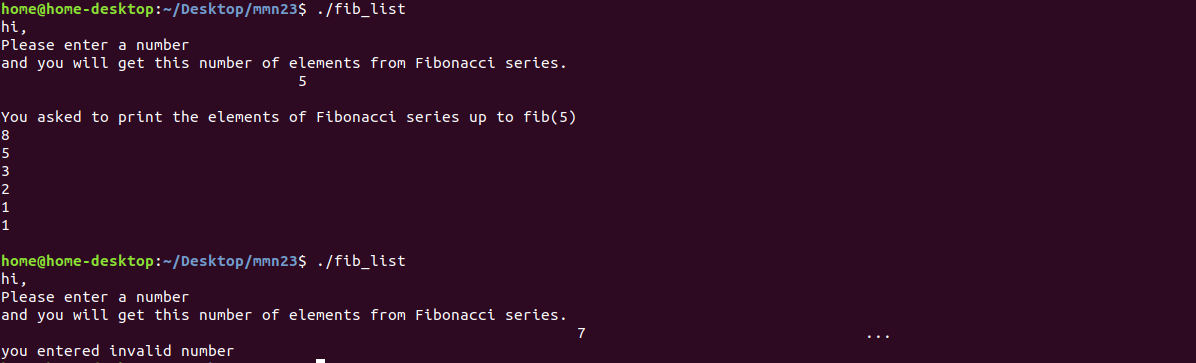 home@home-desktop:~/Desktop/mmn23$ ./fib_list
hi,
Please enter a number
and you will get this number of elements from Fibonacci series.
5
You asked to print the elements of Fibonacci series up to fib(5)
8
5
3
2
1
1
home@home-desktop:~/Desktop/mmn23$ ./fib_list
hi,
Please enter a number
and you will get this number of elements from Fibonacci series.
7 ...
you entered invalid number